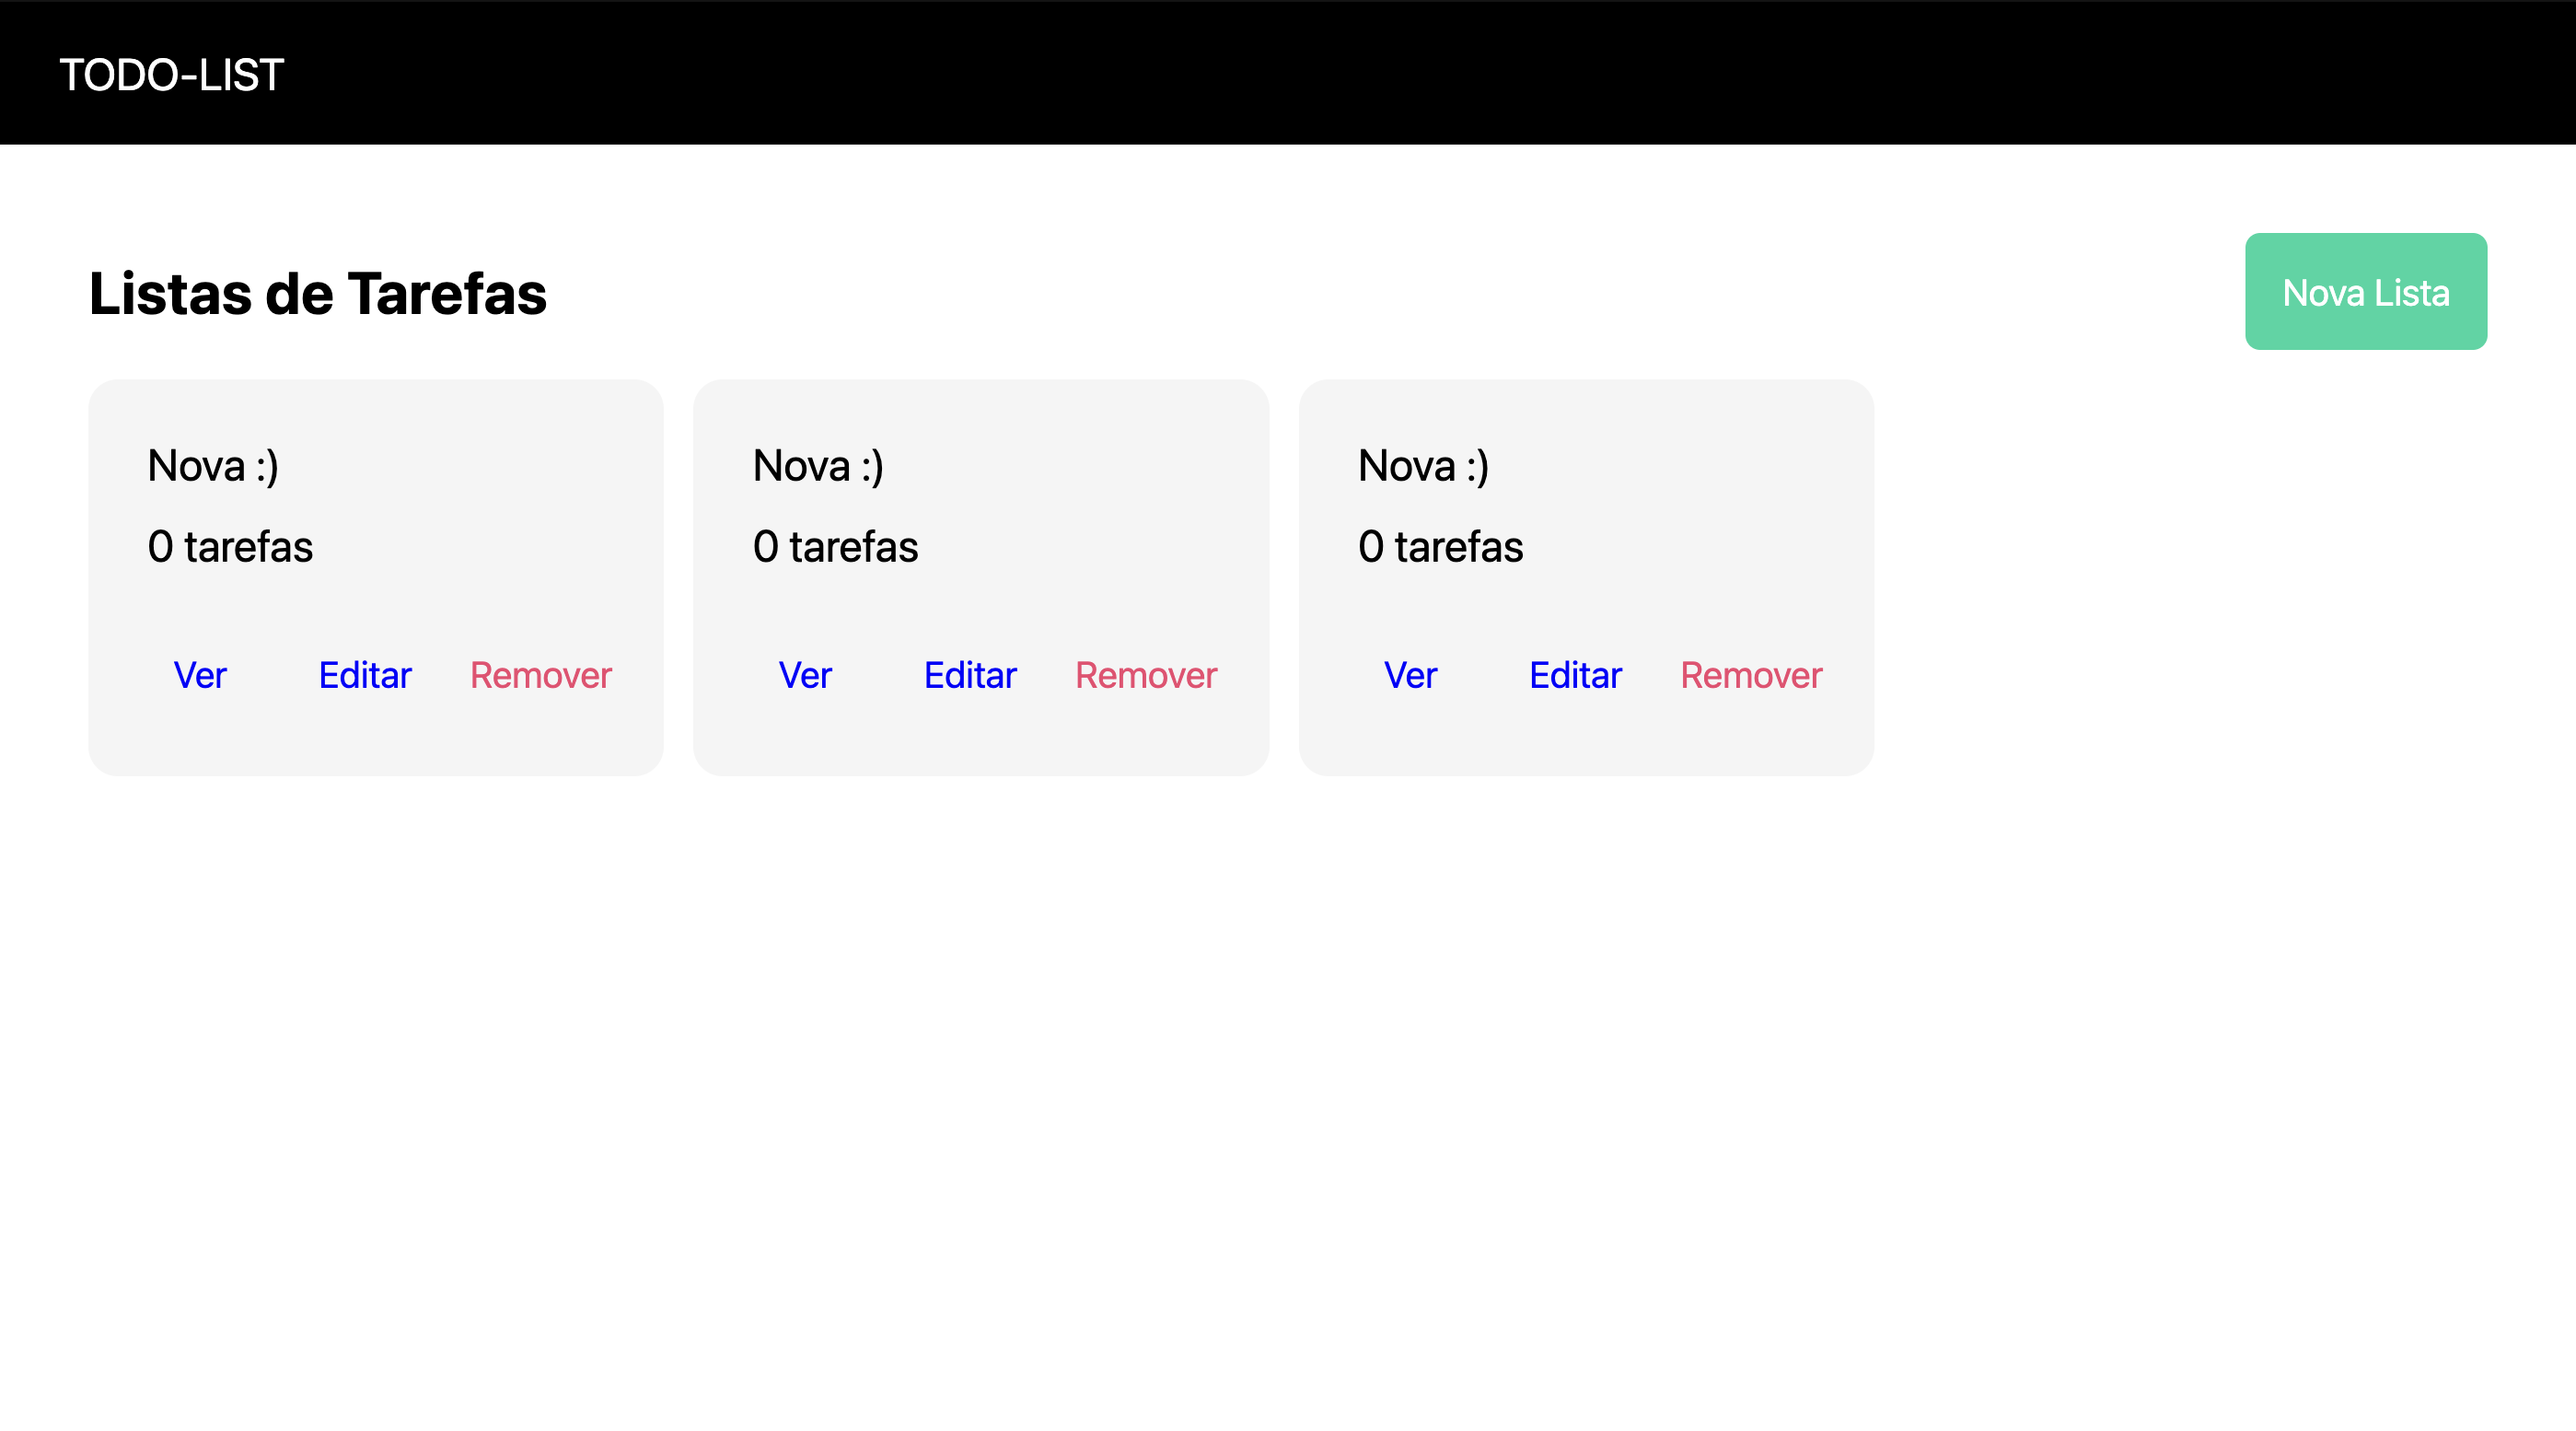 TODO-LIST
Listas de Tarefas
Nova Lista
Nova :)
0 tarefas
Ver Editar Remover
Nova :)
0 tarefas
Ver Editar Remover
Nova :)
0 tarefas
Ver Editar Remover